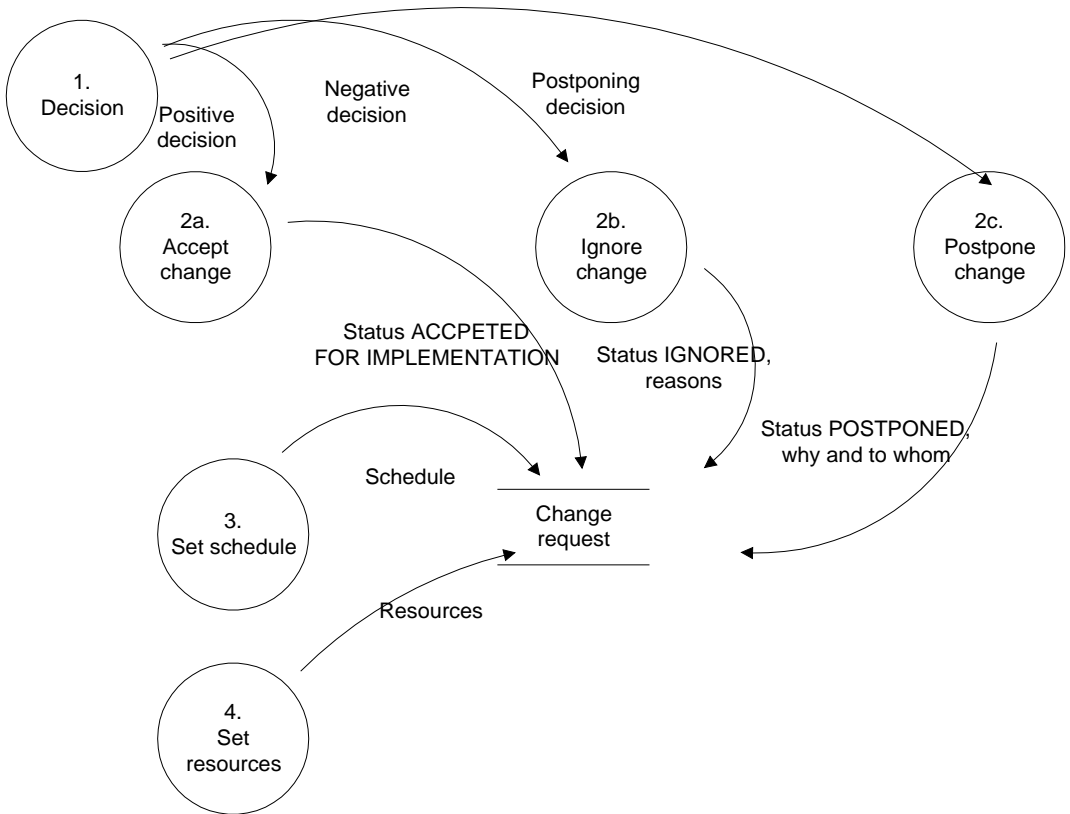 1.
Decision
Positive
decision
Negative
decision
Postponing
decision
2a.
Accept
change
2b.
Ignore
change
2c.
Postpone
change
Status ACCPETED
FOR IMPLEMENTATION
Status IGNORED,
reasons
Status POSTPONED,
why and to whom
Schedule
3.
Set schedule
Change
request
Resources
4.
Set
resources